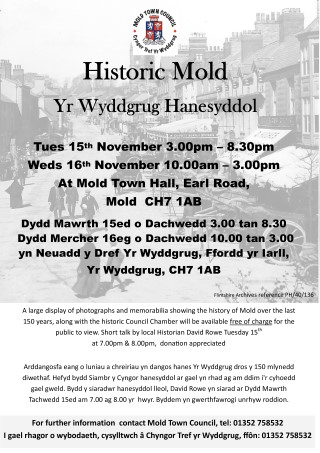 MOLD TOWN COUNCIL
Cyngor Tref Yr Wyddgrug
Historic Mold
Yr Wyddgrug Hanesyddol
Tues 15th November 3.00pm – 8.30pm
Weds 16th November 10.00am – 3.00pm
At Mold Town Hall, Earl Road,
Mold CH7 1AB
Dydd Mawrth 15ed o Dachwedd 3.00 tan 8.30
Dydd Mercher 16eg o Dachwedd 10.00 tan 3.00
yn Neuadd y Dref Yr Wyddgrug, Ffordd yr Iarll,
Yr Wyddgrug, CH7 1AB
Flintshire Archives reference PH/40/136
A large display of photographs and memorabilia showing the history of Mold over the last
150 years, along with the historic Council Chamber will be available free of charge for the
public to view. Short talk by local Historian David Rowe Tuesday 15th
at 7.00pm & 8.00pm, donation appreciated
Arddangosfa eang o luniau a chreiriau yn dangos hanes Yr Wyddgrug dros y 150 mlynedd
diwethaf. Hefyd bydd Siambr y Cyngor hanesyddol ar gael yn rhad ag am ddim i'r cyhoedd
gael gweld. Bydd y siaradwr hanesyddol lleol, David Rowe yn siarad ar Dydd Mawrth
Tachwedd 15ed am 7.00 ag 8.00 yr hwyr. Byddem yn gwerthfawrogi unrhyw roddion.
For further information contact Mold Town Council, tel: 01352 758532
I gael rhagor o wybodaeth, cysylltwch â Chyngor Tref yr Wyddgrug, ffôn: 01352 758532